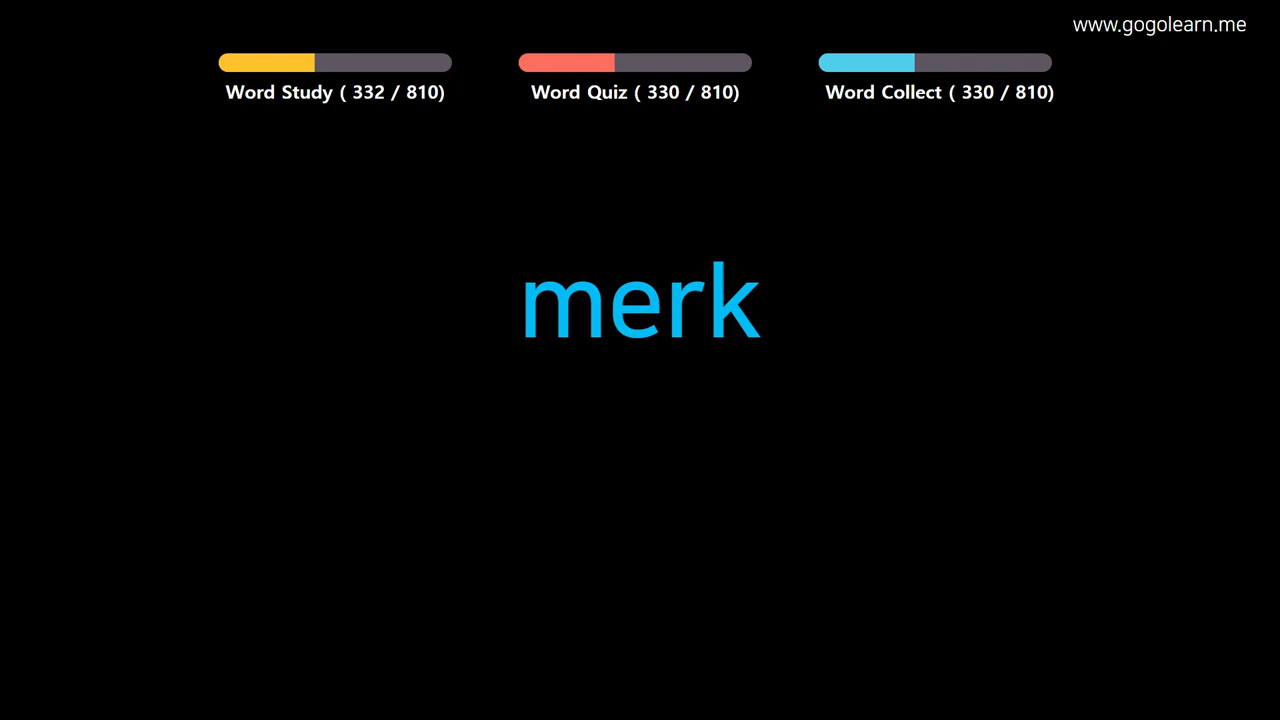 www.gogolearn.me
Word Study ( 332 / 810)
Word Quiz ( 330 / 810)
Word Collect ( 330 / 810)
merk